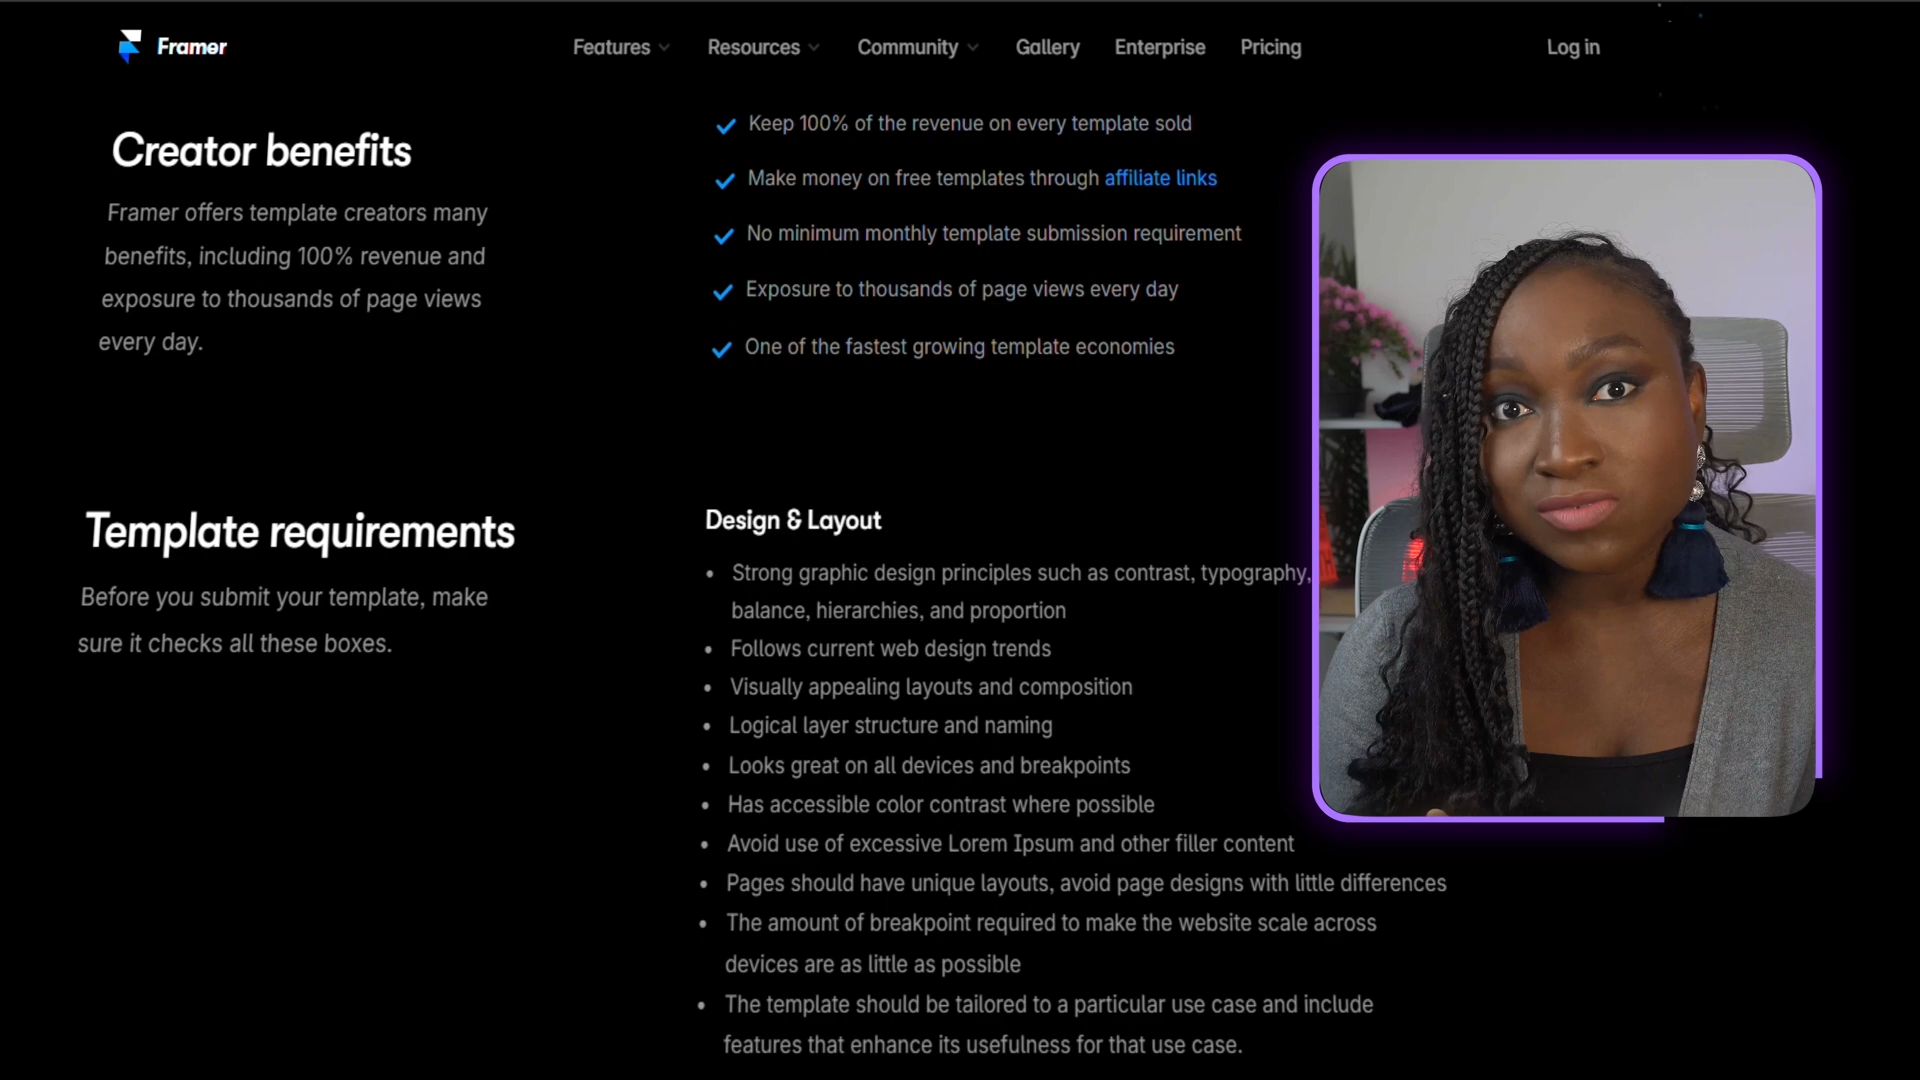 Framer
Features
Resources
Community
Gallery
Enterprise
Pricing
Log in
Creator benefits
Framer offers template creators many
benefits, including 100% revenue and
exposure to thousands of page views
every day.
Keep 100% of the revenue on every template sold
Make money on free templates through affiliate links
No minimum monthly template submission requirement
Exposure to thousands of page views every day
One of the fastest growing template economies
Template requirements
Before you submit your template, make
sure it checks all these boxes.
Design & Layout
• Strong graphic design principles such as contrast, typography,
balance, hierarchies, and proportion
• Follows current web design trends
• Visually appealing layouts and composition
• Logical layer structure and naming
• Looks great on all devices and breakpoints
• Has accessible color contrast where possible
• Avoid use of excessive Lorem Ipsum and other filler content
• Pages should have unique layouts, avoid page designs with little differences
• The amount of breakpoint required to make the website scale across
devices are as little as possible
• The template should be tailored to a particular use case and include
features that enhance its usefulness for that use case.